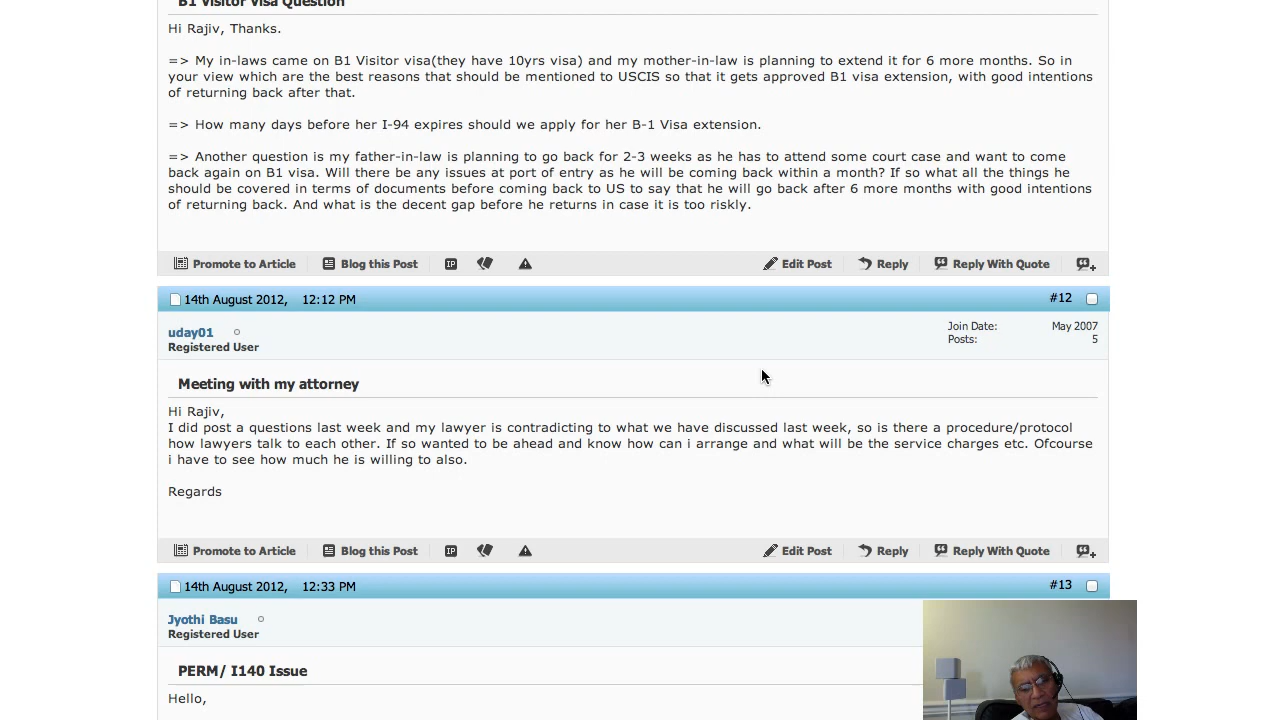 B1 Visitor Visa Question
Hi Rajiv, Thanks.
=> My in-laws came on B1 Visitor visa(they have 10yrs visa) and my mother-in-law is planning to extend it for 6 more months. So in
your view which are the best reasons that should be mentioned to USCIS so that it gets approved B1 visa extension, with good intentions
of returning back after that.
=> How many days before her I-94 expires should we apply for her B-1 Visa extension.
=> Another question is my father-in-law is planning to go back for 2-3 weeks as he has to attend some court case and want to come
back again on B1 visa. Will there be any issues at port of entry as he will be coming back within a month? If so what all the things he
should be covered in terms of documents before coming back to US to say that he will go back after 6 more months with good intentions
of returning back. And what is the decent gap before he returns in case it is too riskly.
Promote to Article Blog this Post IP Edit Post Reply Reply With Quote
14th August 2012, 12:12 PM #12
uday01 Join Date: May 2007
Registered User Posts: 5
Meeting with my attorney
Hi Rajiv,
I did post a questions last week and my lawyer is contradicting to what we have discussed last week, so is there a procedure/protocol
how lawyers talk to each other. If so wanted to be ahead and know how can i arrange and what will be the service charges etc. Ofcourse
i have to see how much he is willing to also.
Regards
Promote to Article Blog this Post IP Edit Post Reply Reply With Quote
14th August 2012, 12:33 PM #13
Jyothi Basu
Registered User
PERM/ I140 Issue
Hello,